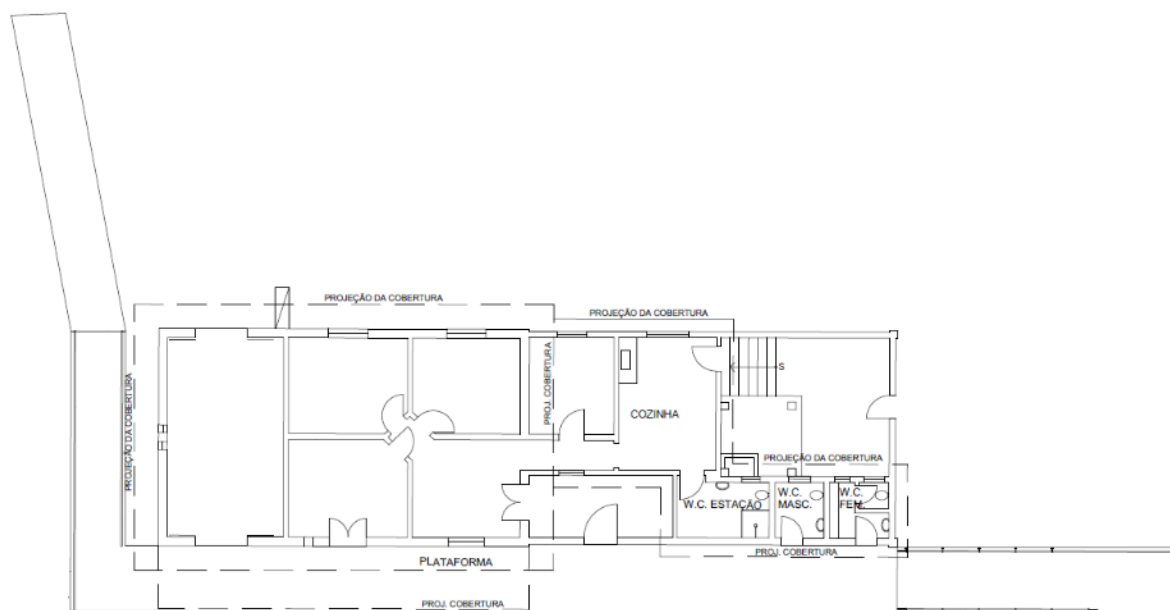 PROJEÇÃO DA COBERTURA
PROJEÇÃO DA COBERTURA
PROJEÇÃO DA COBERTURA
PROJ. COBERTURA
S
COZINHA
PROJEÇÃO DA COBERTURA
W.C. ESTAÇÃO
W.C.
MASC.
W.C.
FEM.
PLATAFORMA
PROJ. COBERTURA
PROJ. COBERTURA